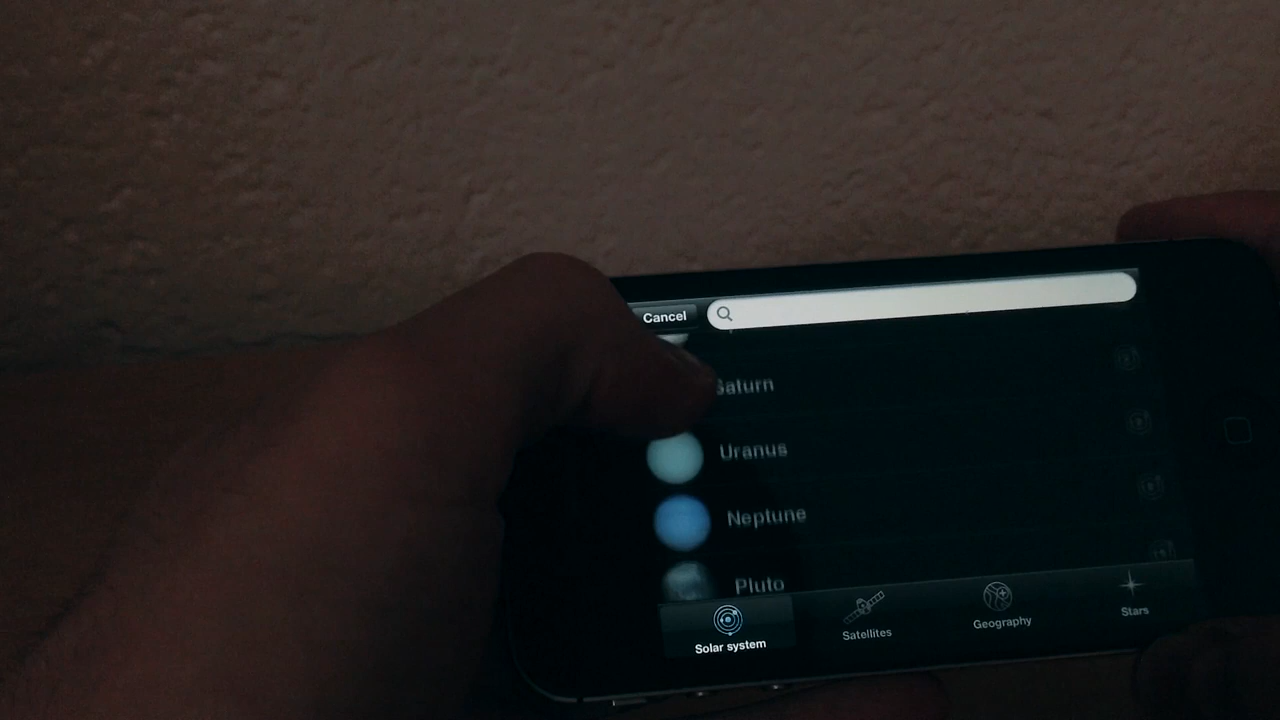 Cancel
Saturn
Uranus
Neptune
Pluto
Solar system
Satellites
Geography
Stars